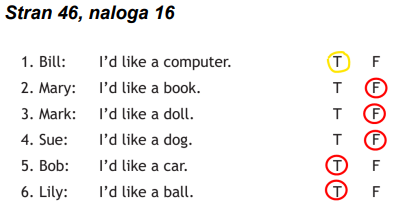 Stran 46, naloga 16
1. Bill: I'd like a computer. T F
2. Mary: I'd like a book. T F
3. Mark: I'd like a doll. T F
4. Sue: I'd like a dog. T F
5. Bob: I'd like a car. T F
6. Lily: I'd like a ball. T F